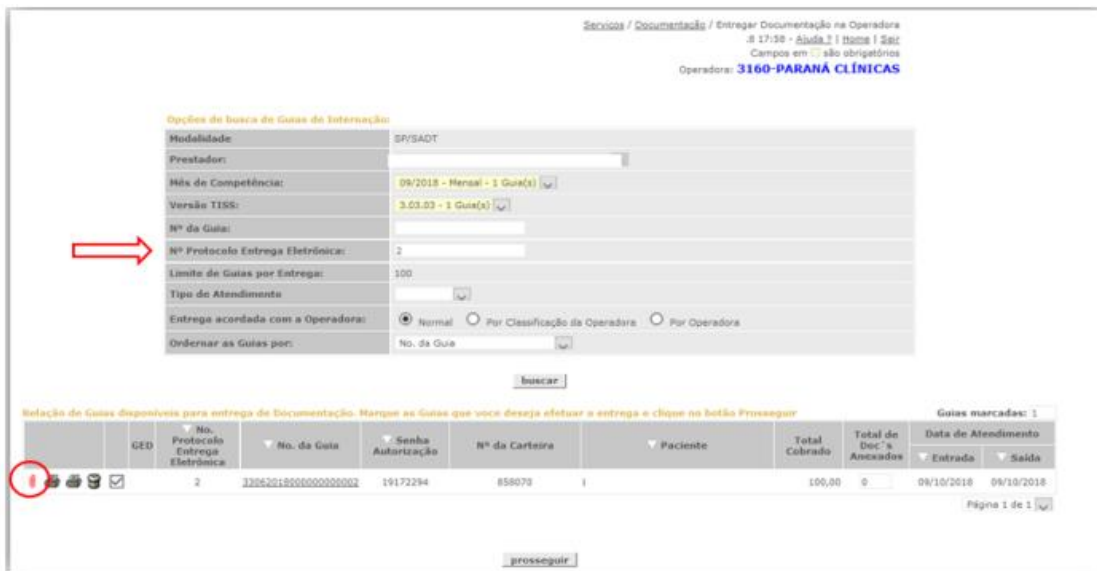 Serviços / Documentação / Entregar Documentação na Operadora
:8 17:58 - Ajuda ? | Home | Sair
Campos em são obrigatórios
Operadora: 3160-PARANÁ CLÍNICAS
Opções de busca de Guias de Internação:
Modalidade SP/SADT
Prestador:
Mês de Competência: 09/2018 - Mensal - 1 Guia(s)
Versão TISS: 3.03.03 - 1 Guia(s)
Nº da Guia:
Nº Protocolo Entrega Eletrônica: 2
Limite de Guias por Entrega: 100
Tipo de Atendimento
Entrega acordada com a Operadora: Normal Por Classificação da Operadora Por Operadora
Ordernar as Guias por: No. da Guia
buscar
Relação de Guias disponíveis para entrega de Documentação. Marque as Guias que voce deseja efetuar a entrega e clique no botão Prosseguir Guias marcadas: 1
GED No. Protocolo Entrega Eletrônica No. da Guia Senha Autorização Nº da Carteira Paciente Total Cobrado Total de Doc´s Anexados Data de Atendimento Entrada Saída
2 33062018000000000002 19172294 858070 100,00 0 09/10/2018 09/10/2018
Página 1 de 1
prosseguir